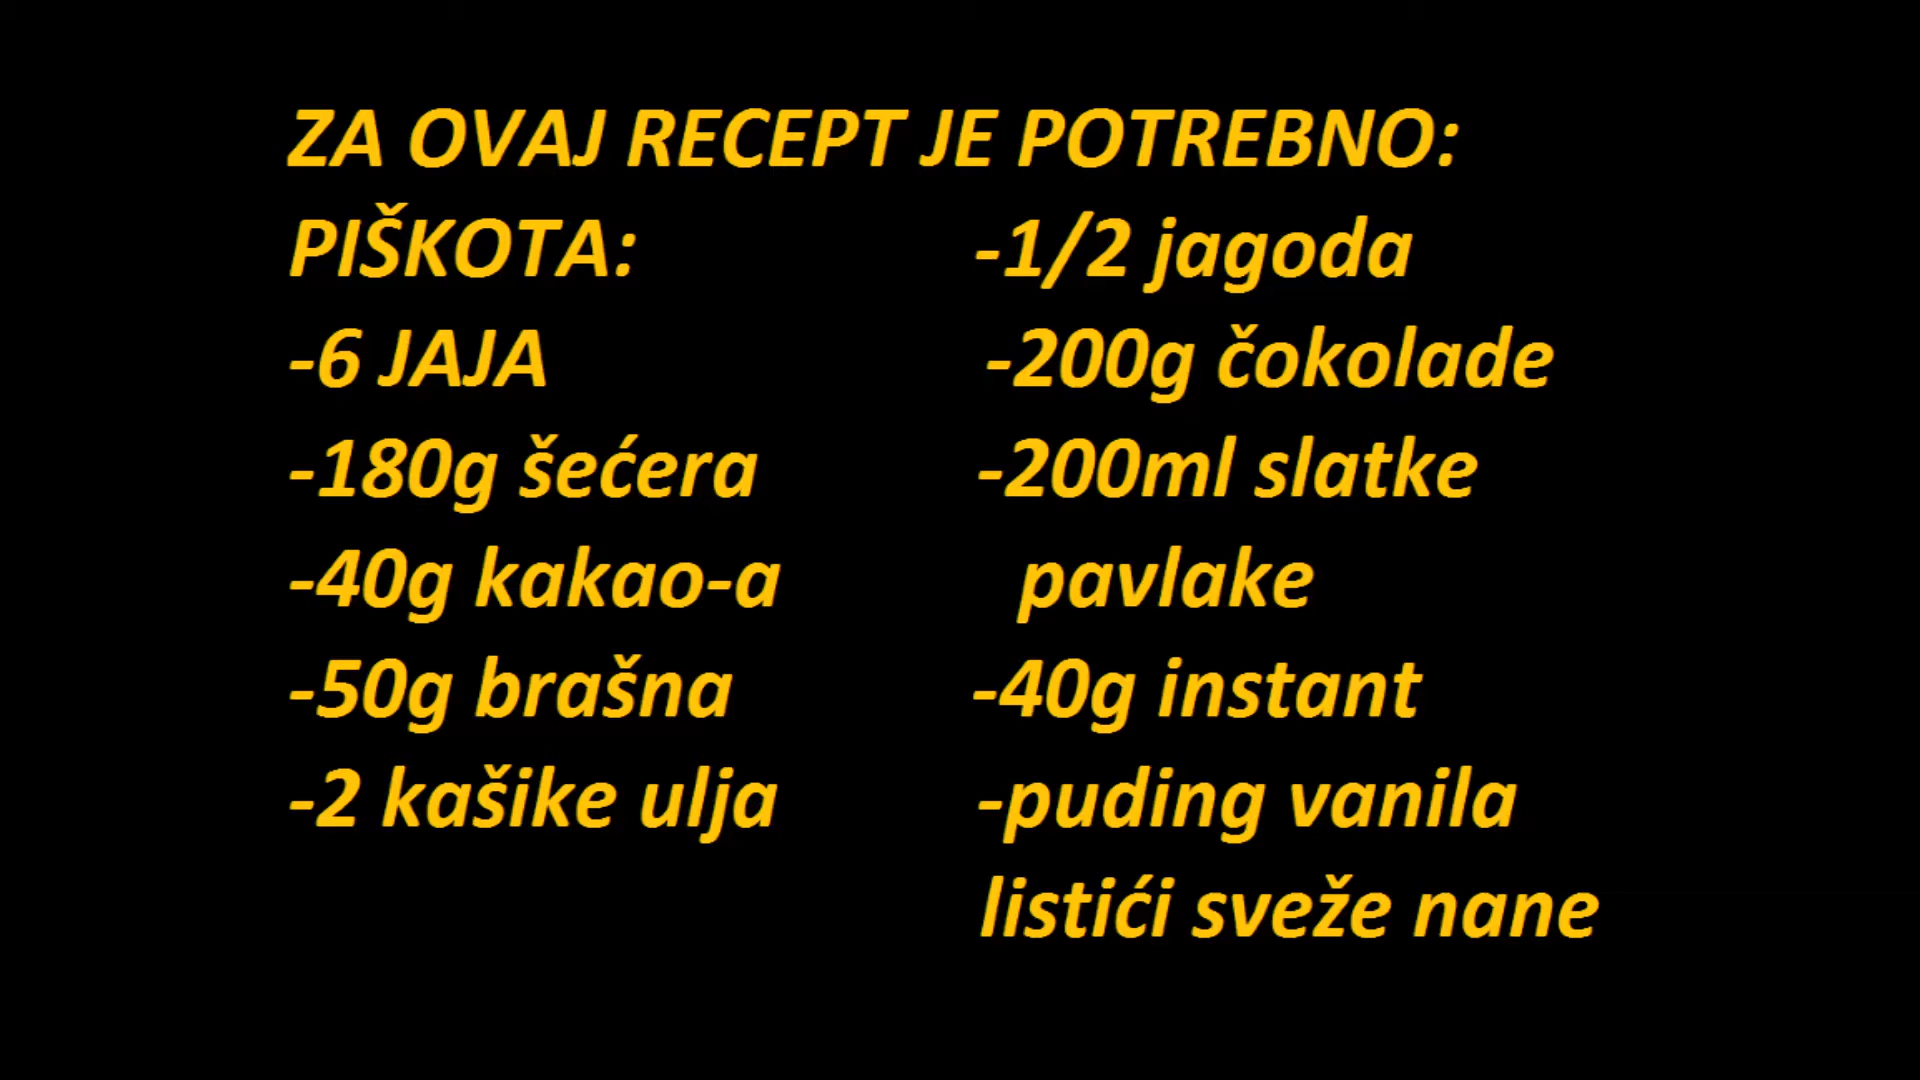 ZA OVAJ RECEPT JE POTREBNO:
PIŠKOTA:
-6 JAJA
-180g šećera
-40g kakao-a
-50g brašna
-2 kašike ulja
-1/2 jagoda
-200g čokolade
-200ml slatke
pavlake
-40g instant
-puding vanila
listići sveže nane